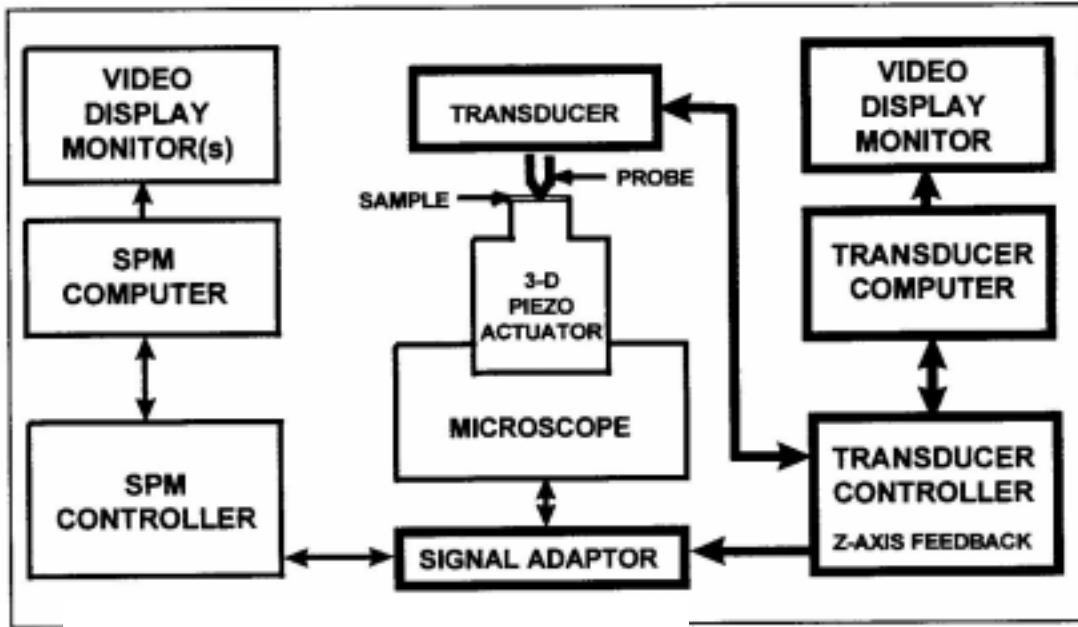 VIDEO
DISPLAY
MONITOR(s)
SPM
COMPUTER
SPM
CONTROLLER
TRANSDUCER
PROBE
SAMPLE
3-D
PIEZO
ACTUATOR
MICROSCOPE
SIGNAL ADAPTOR
VIDEO
DISPLAY
MONITOR
TRANSDUCER
COMPUTER
TRANSDUCER
CONTROLLER
Z-AXIS FEEDBACK